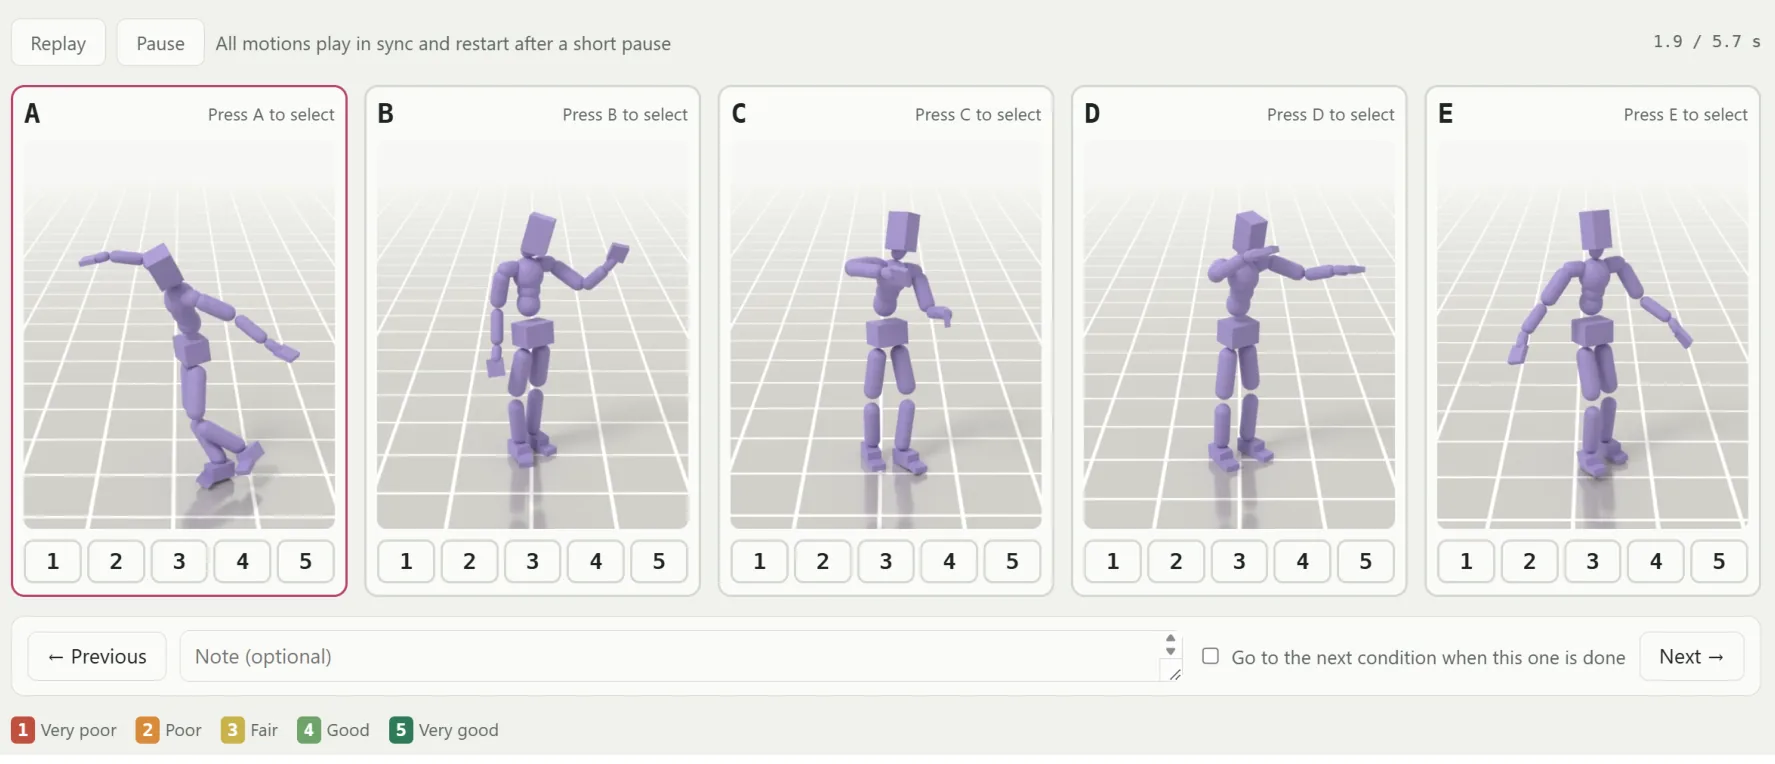 Replay Pause All motions play in sync and restart after a short pause 1.9 / 5.7 s
A Press A to select B Press B to select C Press C to select D Press D to select E Press E to select
1 2 3 4 5 1 2 3 4 5 1 2 3 4 5 1 2 3 4 5 1 2 3 4 5
← Previous Note (optional) Go to the next condition when this one is done Next →
1 Very poor 2 Poor 3 Fair 4 Good 5 Very good